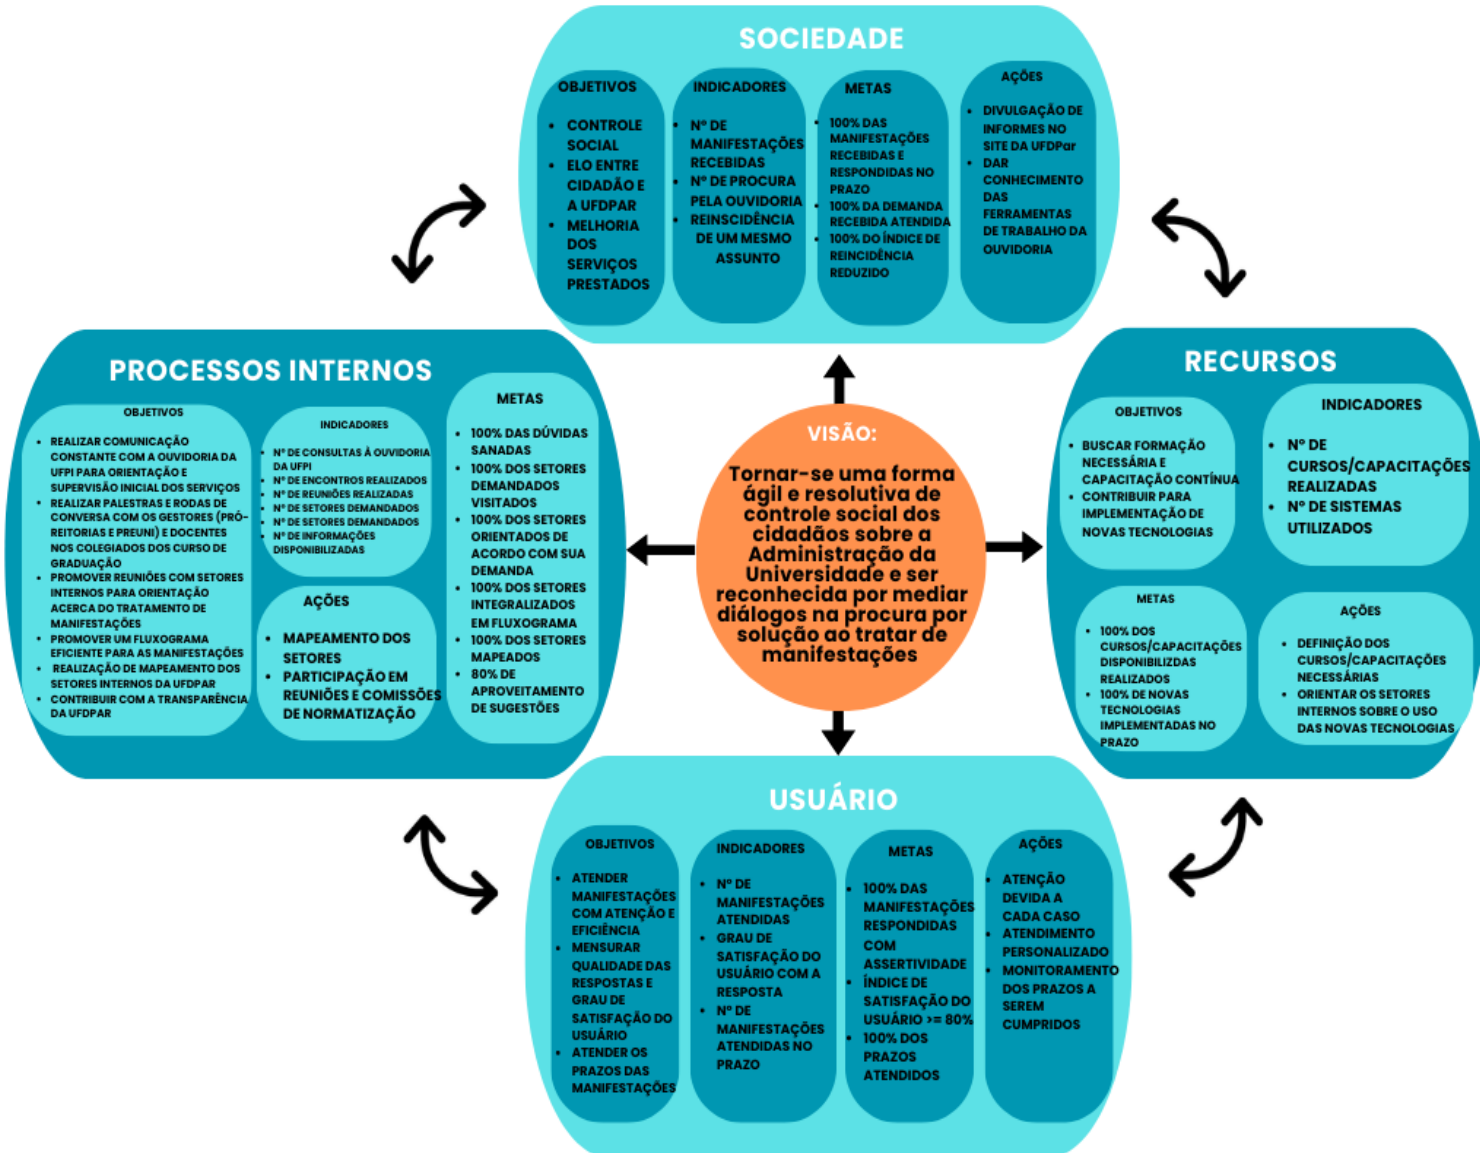 SOCIEDADE
OBJETIVOS
• CONTROLE
SOCIAL
• ELO ENTRE
CIDADÃO E
A UFDPAR
• MELHORIA
DOS
SERVIÇOS
PRESTADOS
INDICADORES
• Nº DE
MANIFESTAÇÕES
RECEBIDAS
• Nº DE PROCURA
PELA OUVIDORIA
• REINSCIDÊNCIA
DE UM MESMO
ASSUNTO
METAS
• 100% DAS
MANIFESTAÇÕES
RECEBIDAS E
RESPONDIDAS NO
PRAZO
• 100% DA DEMANDA
RECEBIDA ATENDIDA
• 100% DO ÍNDICE DE
REINCIDÊNCIA
REDUZIDO
AÇÕES
• DIVULGAÇÃO DE
INFORMES NO
SITE DA UFDPar
• DAR
CONHECIMENTO
DAS
FERRAMENTAS
DE TRABALHO DA
OUVIDORIA
PROCESSOS INTERNOS
OBJETIVOS
• REALIZAR COMUNICAÇÃO
CONSTANTE COM A OUVIDORIA DA
UFPI PARA ORIENTAÇÃO E
SUPERVISÃO INICIAL DOS SERVIÇOS
• REALIZAR PALESTRAS E RODAS DE
CONVERSA COM OS GESTORES (PRÓ-
REITORIAS E PREUNI) E DOCENTES
NOS COLEGIADOS DOS CURSO DE
GRADUAÇÃO
• PROMOVER REUNIÕES COM SETORES
INTERNOS PARA ORIENTAÇÃO
ACERCA DO TRATAMENTO DE
MANIFESTAÇÕES
• PROMOVER UM FLUXOGRAMA
EFICIENTE PARA AS MANIFESTAÇÕES
• REALIZAÇÃO DE MAPEAMENTO DOS
SETORES INTERNOS DA UFDPAR
• CONTRIBUIR COM A TRANSPARÊNCIA
DA UFDPAR
INDICADORES
• Nº DE CONSULTAS À OUVIDORIA
DA UFPI
• Nº DE ENCONTROS REALIZADOS
• Nº DE REUNIÕES REALIZADAS
• Nº DE SETORES DEMANDADOS
• Nº DE SETORES DEMANDADOS
• Nº DE INFORMAÇÕES
DISPONIBILIZADAS
AÇÕES
• MAPEAMENTO DOS
SETORES
• PARTICIPAÇÃO EM
REUNIÕES E COMISSÕES
DE NORMATIZAÇÃO
METAS
• 100% DAS DÚVIDAS
SANADAS
• 100% DOS SETORES
DEMANDADOS
VISITADOS
• 100% DOS SETORES
ORIENTADOS DE
ACORDO COM SUA
DEMANDA
• 100% DOS SETORES
INTEGRALIZADOS
EM FLUXOGRAMA
• 100% DOS SETORES
MAPEADOS
• 80% DE
APROVEITAMENTO
DE SUGESTÕES
VISÃO:
Tornar-se uma forma
ágil e resolutiva de
controle social dos
cidadãos sobre a
Administração da
Universidade e ser
reconhecida por mediar
diálogos na procura por
solução ao tratar de
manifestações
RECURSOS
OBJETIVOS
• BUSCAR FORMAÇÃO
NECESSÁRIA E
CAPACITAÇÃO CONTÍNUA
• CONTRIBUIR PARA
IMPLEMENTAÇÃO DE
NOVAS TECNOLOGIAS
INDICADORES
• Nº DE
CURSOS/CAPACITAÇÕES
REALIZADAS
• Nº DE SISTEMAS
UTILIZADOS
METAS
• 100% DOS
CURSOS/CAPACITAÇÕES
DISPONIBILIZDAS
REALIZADOS
• 100% DE NOVAS
TECNOLOGIAS
IMPLEMENTADAS NO
PRAZO
AÇÕES
• DEFINIÇÃO DOS
CURSOS/CAPACITAÇÕES
NECESSÁRIAS
• ORIENTAR OS SETORES
INTERNOS SOBRE O USO
DAS NOVAS TECNOLOGIAS
USUÁRIO
OBJETIVOS
• ATENDER
MANIFESTAÇÕES
COM ATENÇÃO E
EFICIÊNCIA
• MENSURAR
QUALIDADE DAS
RESPOSTAS E
GRAU DE
SATISFAÇÃO DO
USUÁRIO
• ATENDER OS
PRAZOS DAS
MANIFESTAÇÕES
INDICADORES
• Nº DE
MANIFESTAÇÕES
ATENDIDAS
• GRAU DE
SATISFAÇÃO DO
USUÁRIO COM A
RESPOSTA
• Nº DE
MANIFESTAÇÕES
ATENDIDAS NO
PRAZO
METAS
• 100% DAS
MANIFESTAÇÕES
RESPONDIDAS
COM
ASSERTIVIDADE
• ÍNDICE DE
SATISFAÇÃO DO
USUÁRIO >= 80%
• 100% DOS
PRAZOS
ATENDIDOS
AÇÕES
• ATENÇÃO
DEVIDA A
CADA CASO
• ATENDIMENTO
PERSONALIZADO
• MONITORAMENTO
DOS PRAZOS A
SEREM
CUMPRIDOS